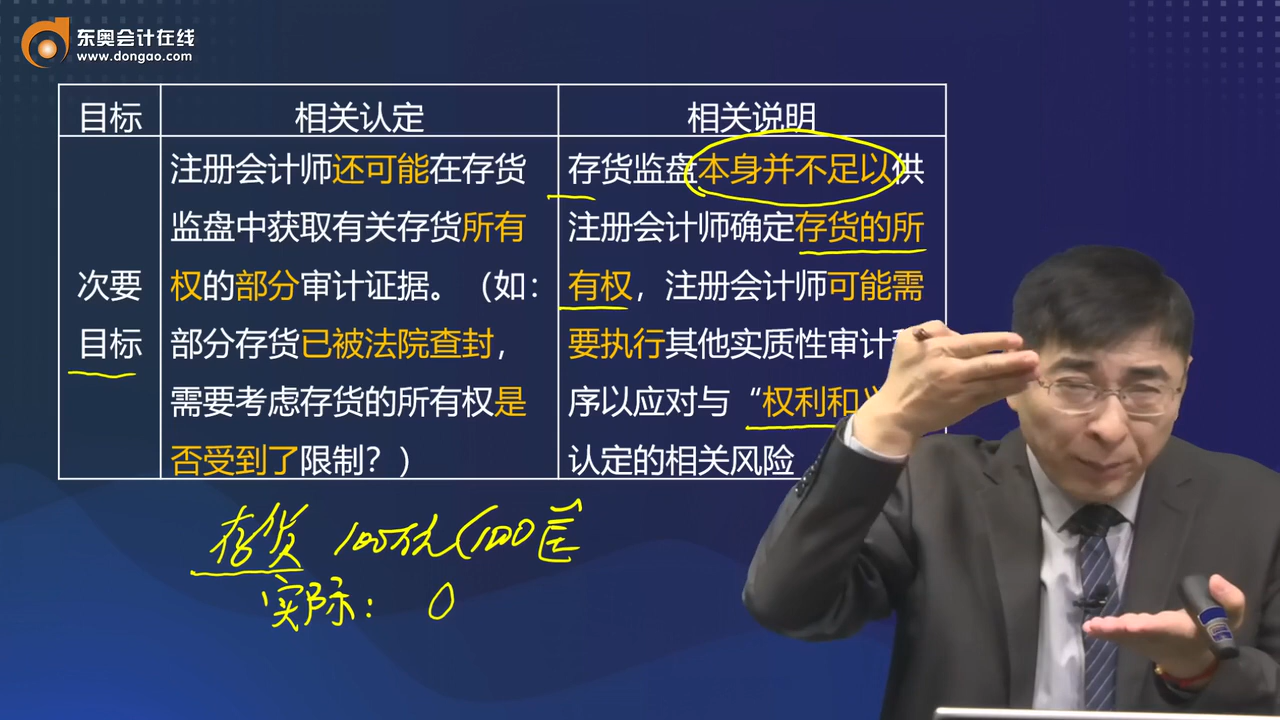 东奥会计在线
www.dongao.com
目标 相关认定 相关说明
次要
目标
注册会计师还可能在存货
监盘中获取有关存货所有
权的部分审计证据。（如：
部分存货已被法院查封，
需要考虑存货的所有权是
否受到了限制？）
存货监盘本身并不足以供
注册会计师确定存货的所
有权，注册会计师可能需
要执行其他实质性审计
序以应对与“权利和
认定的相关风险
存货 100万
实际：0